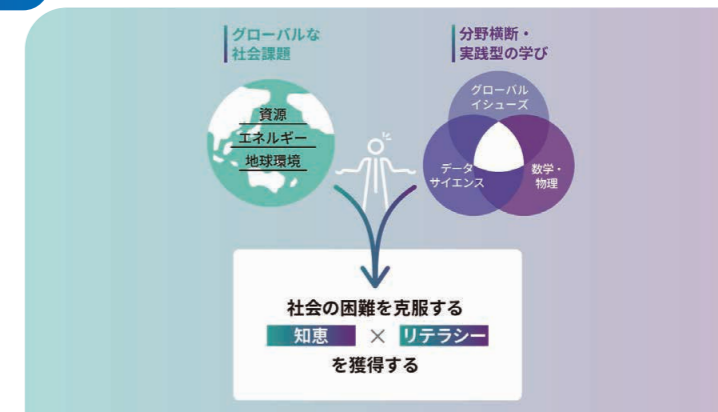 グローバルな
社会課題
資源
エネルギー
地球環境
分野横断・
実践型の学び
グローバル
イシューズ
データ
サイエンス
数学・
物理
社会の困難を克服する
知恵 × リテラシー
を獲得する